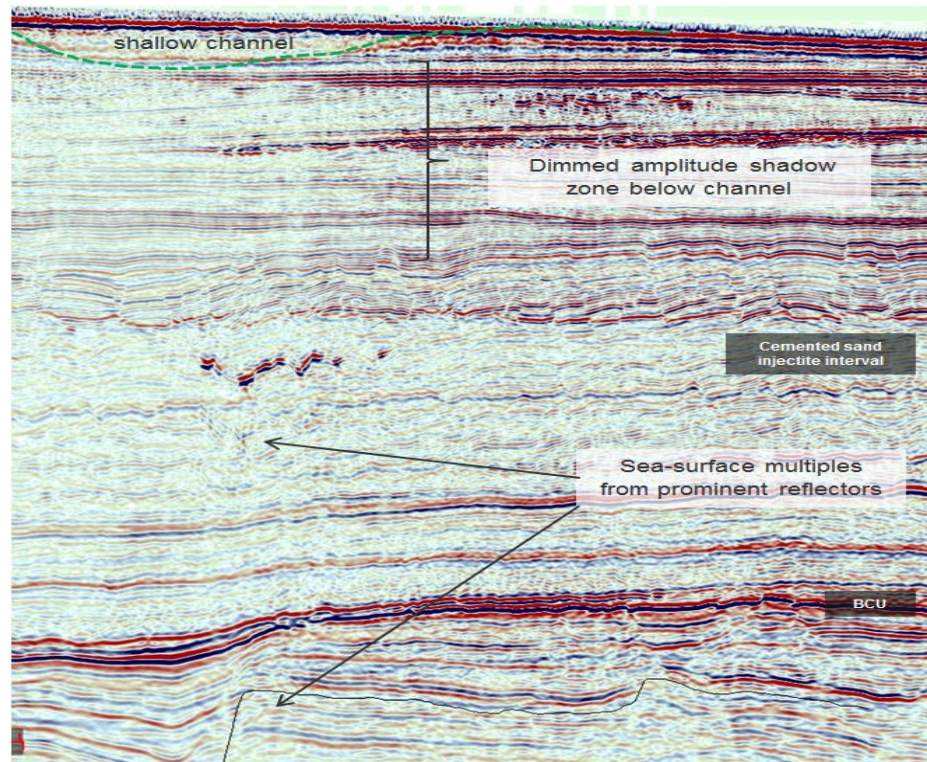 shallow channel
Dimmed amplitude shadow
zone below channel
Cemented sand
injectite interval
Sea-surface multiples
from prominent reflectors
BCU